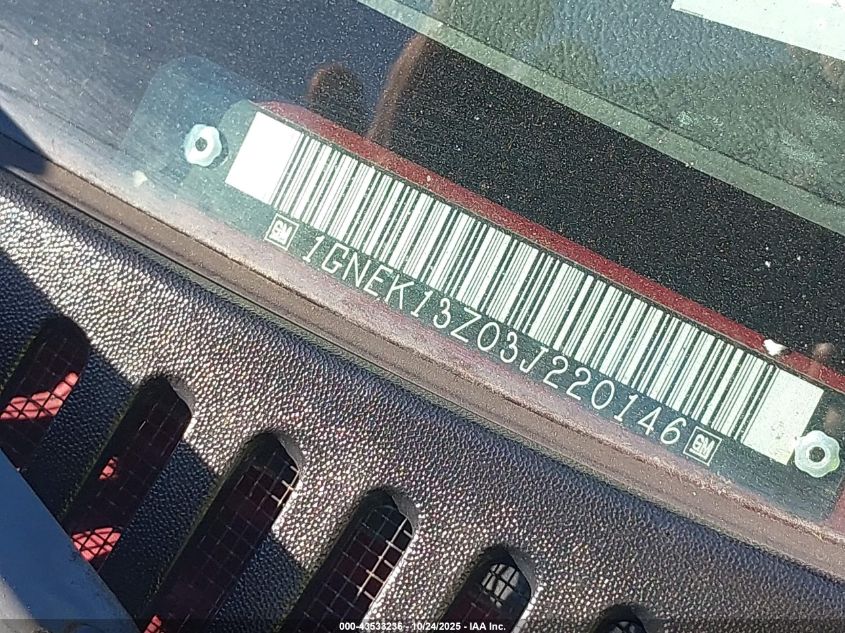 GM 1GNEK13Z03J220146 GM
000-43533236 - 10/24/2025 - IAA Inc.